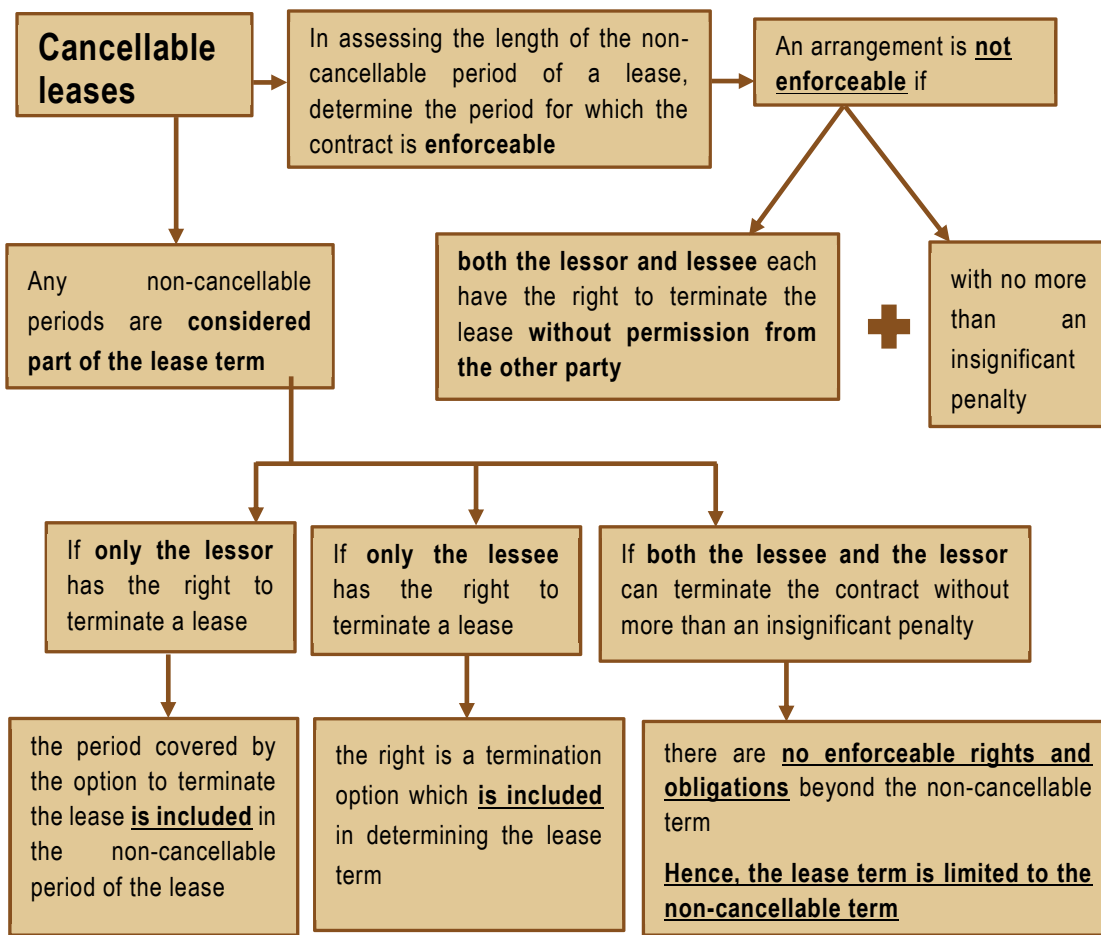 Cancellable
leases
In assessing the length of the non-
cancellable period of a lease,
determine the period for which the
contract is enforceable
An arrangement is not
enforceable if
Any non-cancellable
periods are considered
part of the lease term
both the lessor and lessee each
have the right to terminate the
lease without permission from
the other party
with no more
than an
insignificant
penalty
If only the lessor
has the right to
terminate a lease
If only the lessee
has the right to
terminate a lease
If both the lessee and the lessor
can terminate the contract without
more than an insignificant penalty
the period covered by
the option to terminate
the lease is included in
the non-cancellable
period of the lease
the right is a termination
option which is included
in determining the lease
term
there are no enforceable rights and
obligations beyond the non-cancellable
term
Hence, the lease term is limited to the
non-cancellable term